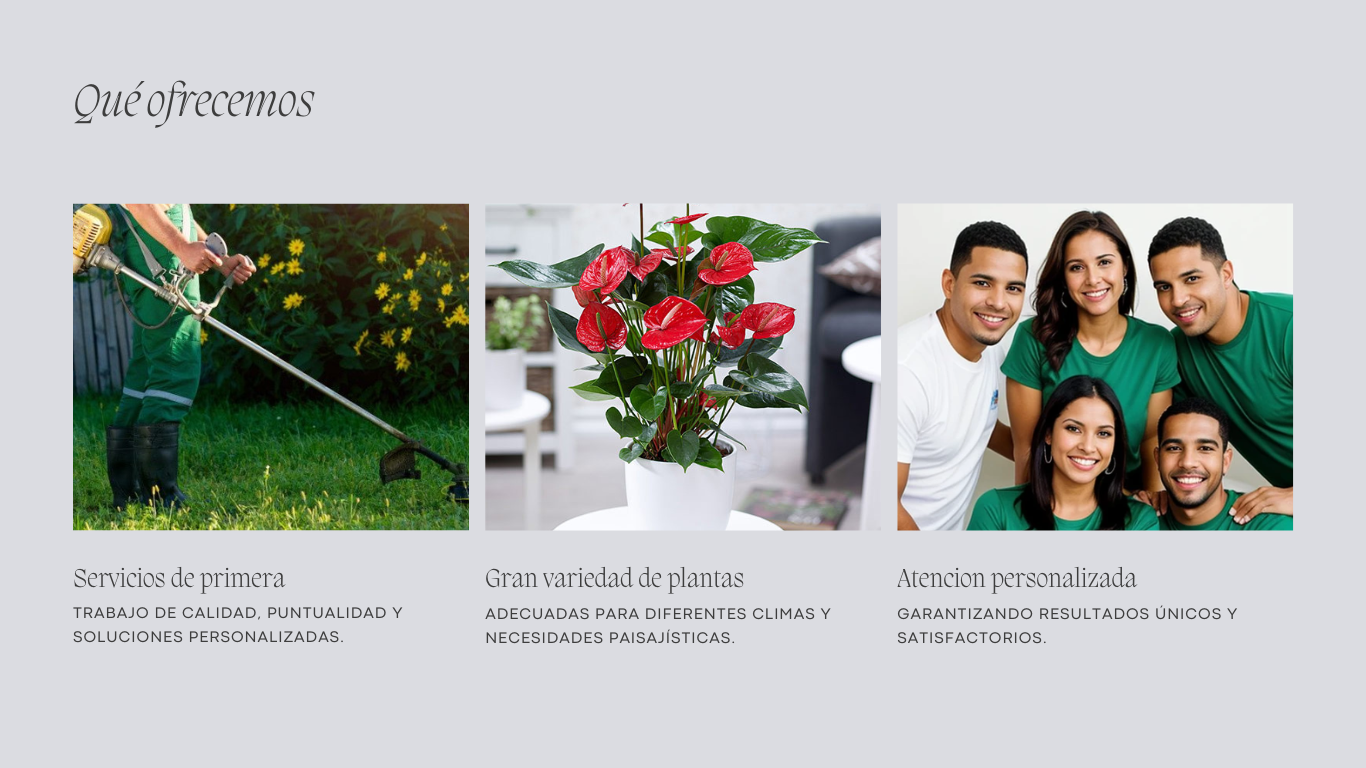 Qué ofrecemos
Servicios de primera
TRABAJO DE CALIDAD, PUNTUALIDAD Y
SOLUCIONES PERSONALIZADAS.
Gran variedad de plantas
ADECUADAS PARA DIFERENTES CLIMAS Y
NECESIDADES PAISAJÍSTICAS.
Atencion personalizada
GARANTIZANDO RESULTADOS ÚNICOS Y
SATISFACTORIOS.